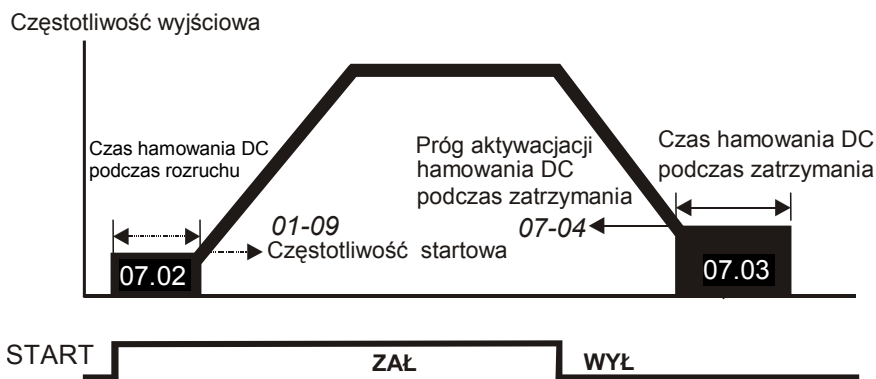 Częstotliwość wyjściowa
Czas hamowania DC
podczas rozruchu
Próg aktywacjacji
hamowania DC
podczas zatrzymania
Czas hamowania DC
podczas zatrzymania
01-09
07-04
Częstotliwość startowa
07.02
07.03
START
ZAŁ
WYŁ